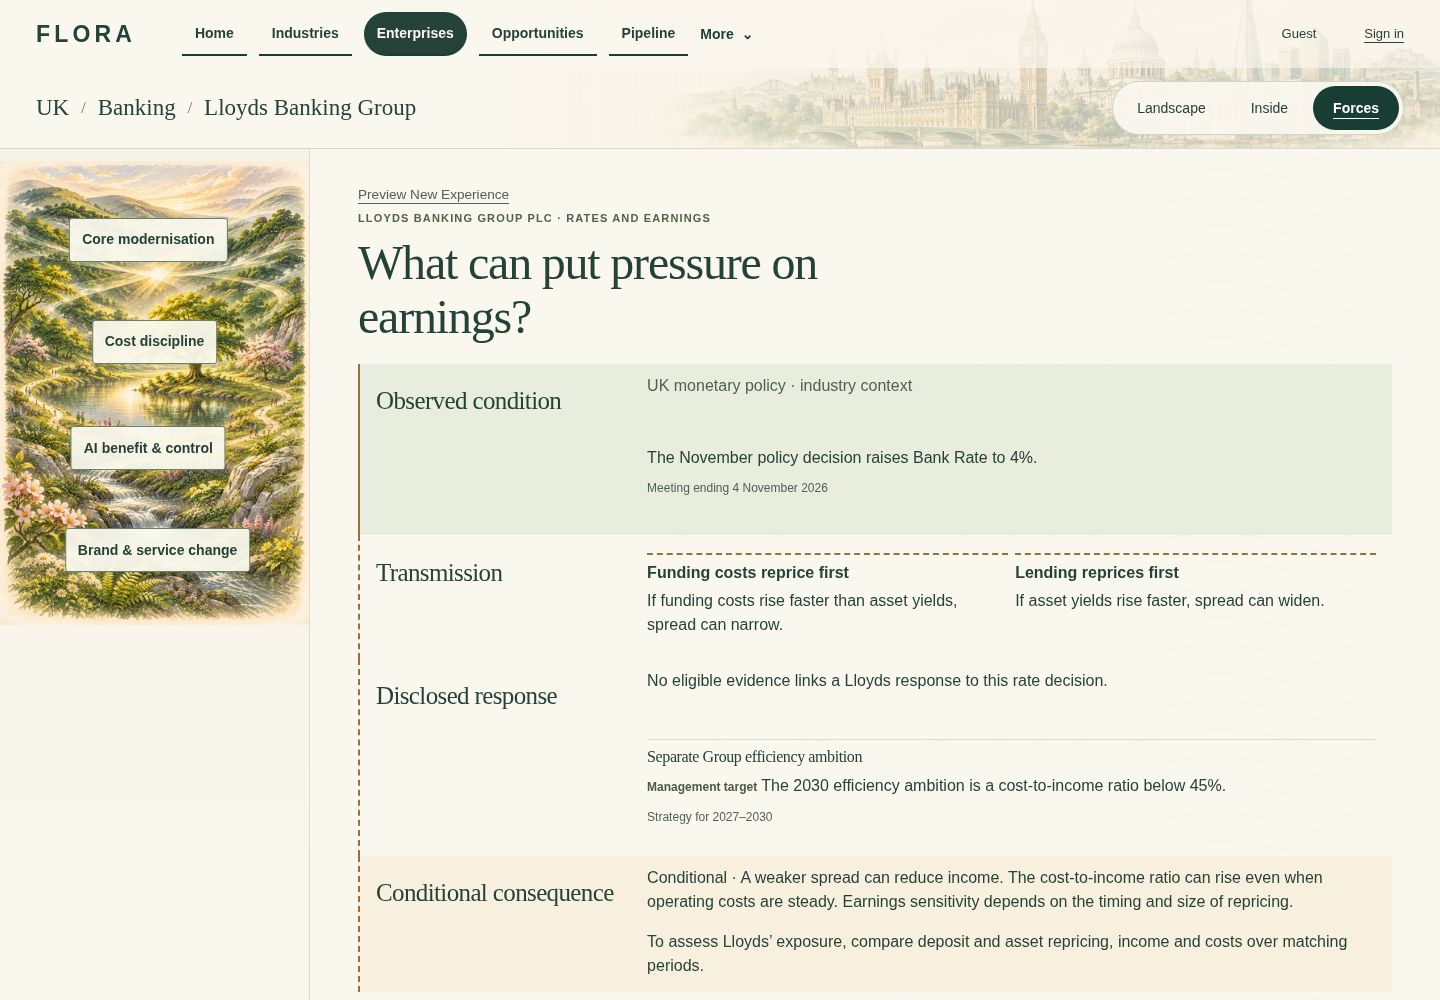 FLORA
Home
Industries
Enterprises
Opportunities
Pipeline
More
Guest
Sign in
UK / Banking / Lloyds Banking Group
Landscape
Inside
Forces
Core modernisation
Cost discipline
AI benefit & control
Brand & service change
Preview New Experience
LLOYDS BANKING GROUP PLC · RATES AND EARNINGS
What can put pressure on
earnings?
Observed condition
UK monetary policy · industry context
The November policy decision raises Bank Rate to 4%.
Meeting ending 4 November 2026
Transmission
Funding costs reprice first
If funding costs rise faster than asset yields,
spread can narrow.
Lending reprices first
If asset yields rise faster, spread can widen.
Disclosed response
No eligible evidence links a Lloyds response to this rate decision.
Separate Group efficiency ambition
Management target The 2030 efficiency ambition is a cost-to-income ratio below 45%.
Strategy for 2027–2030
Conditional consequence
Conditional · A weaker spread can reduce income. The cost-to-income ratio can rise even when
operating costs are steady. Earnings sensitivity depends on the timing and size of repricing.
To assess Lloyds’ exposure, compare deposit and asset repricing, income and costs over matching
periods.